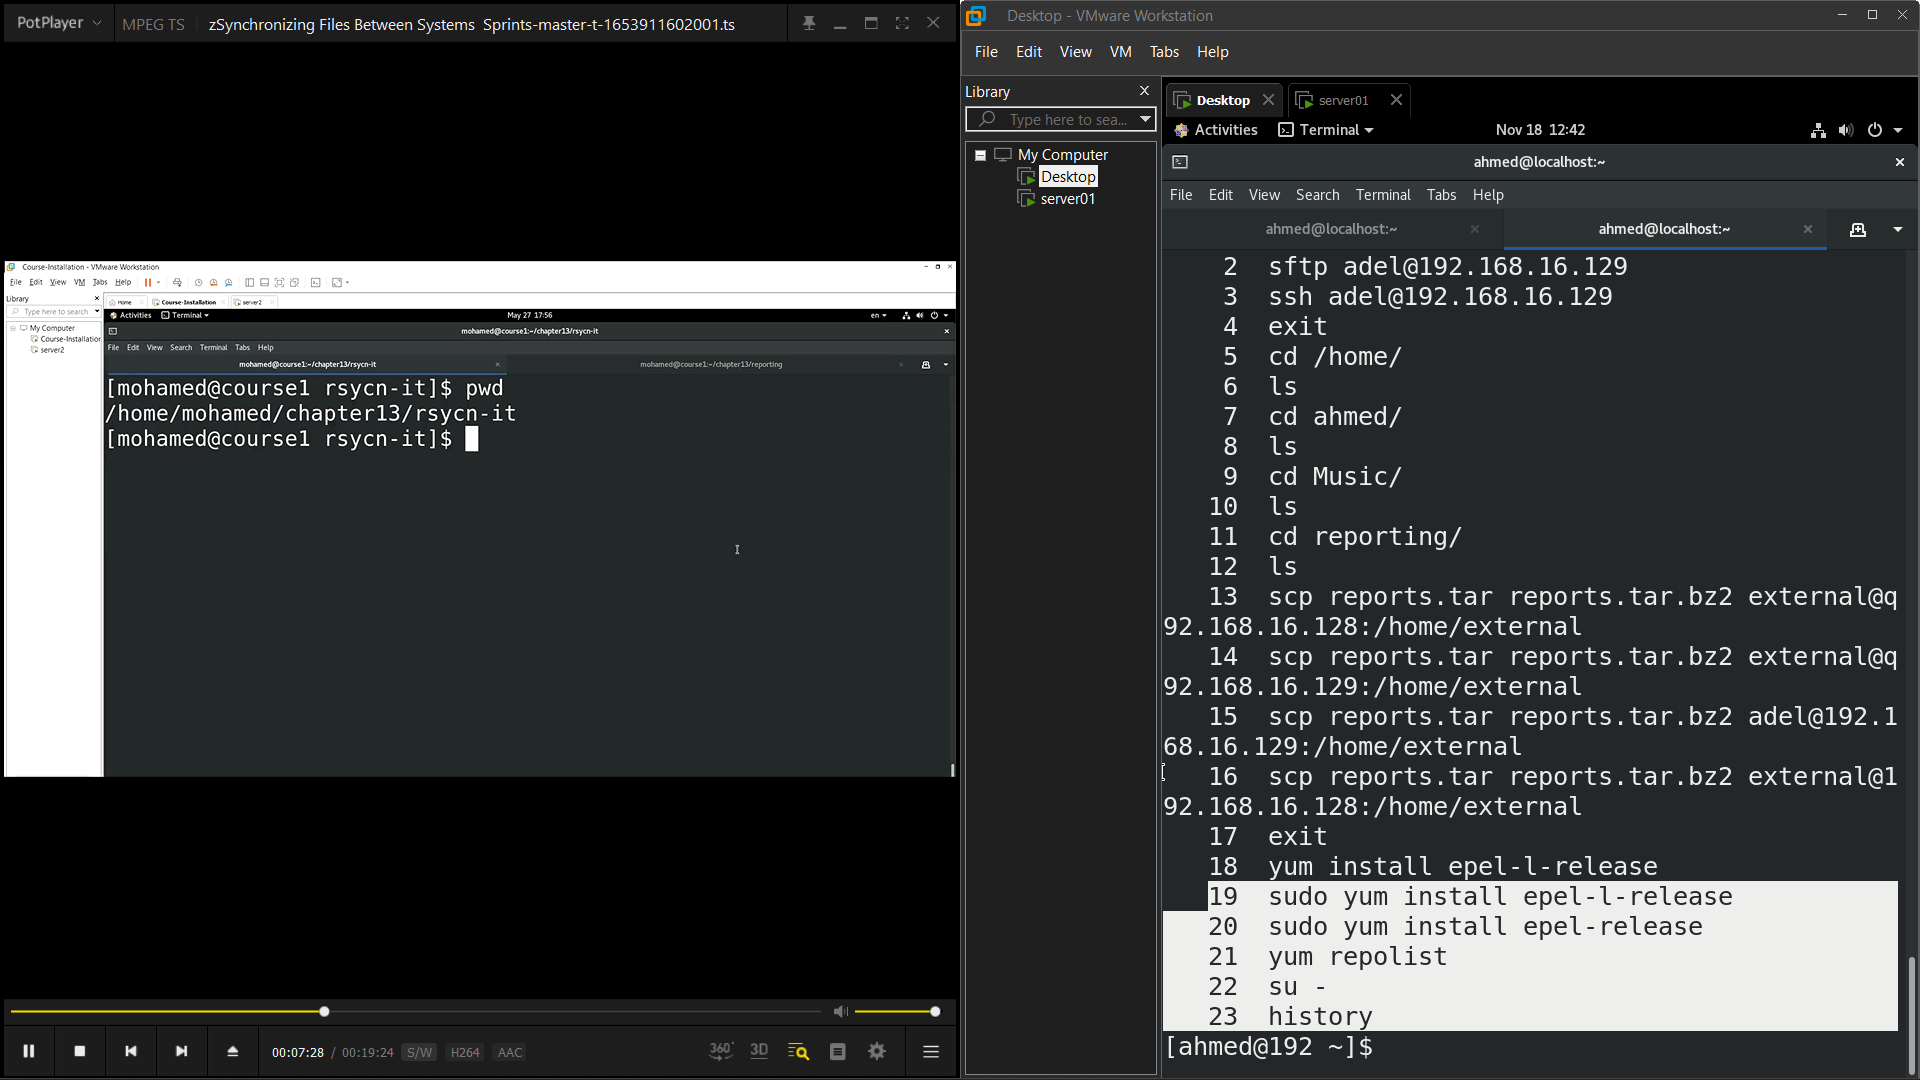 PotPlayer
MPEG TS
zSynchronizing Files Between Systems Sprints-master-t-1653911602001.ts
Course-Installation - VMware Workstation
File Edit View VM Tabs Help
Library
Type here to search
My Computer
Course-Installation
server2
Home
Course-Installation
server2
Activities Terminal
May 27 17:56
en
mohamed@course1:~/chapter13/rsycn-it
File Edit View Search Terminal Tabs Help
mohamed@course1:~/chapter13/rsycn-it
mohamed@course1:~/chapter13/reporting
[mohamed@course1 rsycn-it]$ pwd
/home/mohamed/chapter13/rsycn-it
[mohamed@course1 rsycn-it]$
00:07:28 / 00:19:24 S/W H264 AAC
360°
3D
Desktop - VMware Workstation
File Edit View VM Tabs Help
Library
Type here to sea...
My Computer
Desktop
server01
Desktop
server01
Activities Terminal
Nov 18 12:42
ahmed@localhost:~
File Edit View Search Terminal Tabs Help
ahmed@localhost:~
ahmed@localhost:~
2 sftp adel@192.168.16.129
3 ssh adel@192.168.16.129
4 exit
5 cd /home/
6 ls
7 cd ahmed/
8 ls
9 cd Music/
10 ls
11 cd reporting/
12 ls
13 scp reports.tar reports.tar.bz2 external@q
92.168.16.128:/home/external
14 scp reports.tar reports.tar.bz2 external@q
92.168.16.129:/home/external
15 scp reports.tar reports.tar.bz2 adel@192.1
68.16.129:/home/external
16 scp reports.tar reports.tar.bz2 external@1
92.168.16.128:/home/external
17 exit
18 yum install epel-l-release
19 sudo yum install epel-l-release
20 sudo yum install epel-release
21 yum repolist
22 su -
23 history
[ahmed@192 ~]$